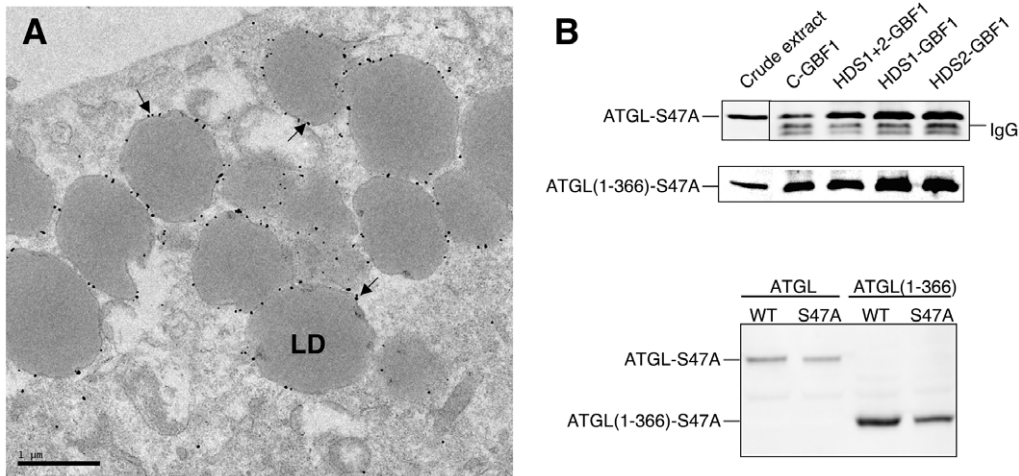 A
LD
1 µm
B
Crude extract
C-GBF1
HDS1+2-GBF1
HDS1-GBF1
HDS2-GBF1
ATGL-S47A
IgG
ATGL(1-366)-S47A
ATGL ATGL(1-366)
WT S47A WT S47A
ATGL-S47A
ATGL(1-366)-S47A